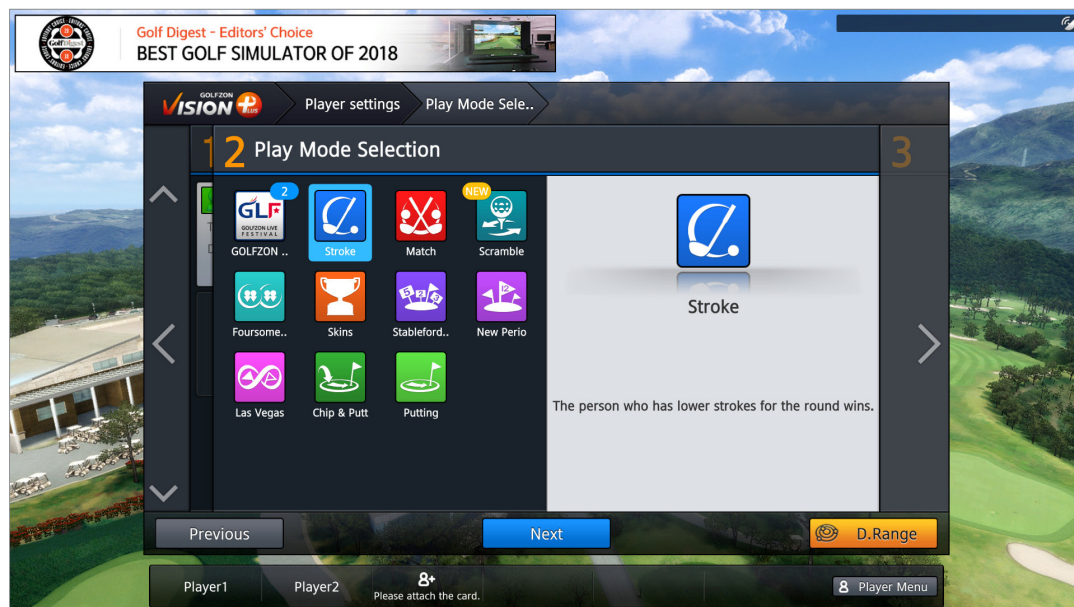 Golf Digest - Editors' Choice
BEST GOLF SIMULATOR OF 2018
GOLFZON
VISION PLUS
Player settings
Play Mode Sele..
1
2 Play Mode Selection
3
2
NEW
GLF
GOLFZON LIVE
FESTIVAL
GOLFZON ..
Stroke
Match
Scramble
Foursome..
Skins
Stableford..
New Perio
Las Vegas
Chip & Putt
Putting
Stroke
The person who has lower strokes for the round wins.
Previous
Next
D.Range
Player1
Player2
Please attach the card.
Player Menu